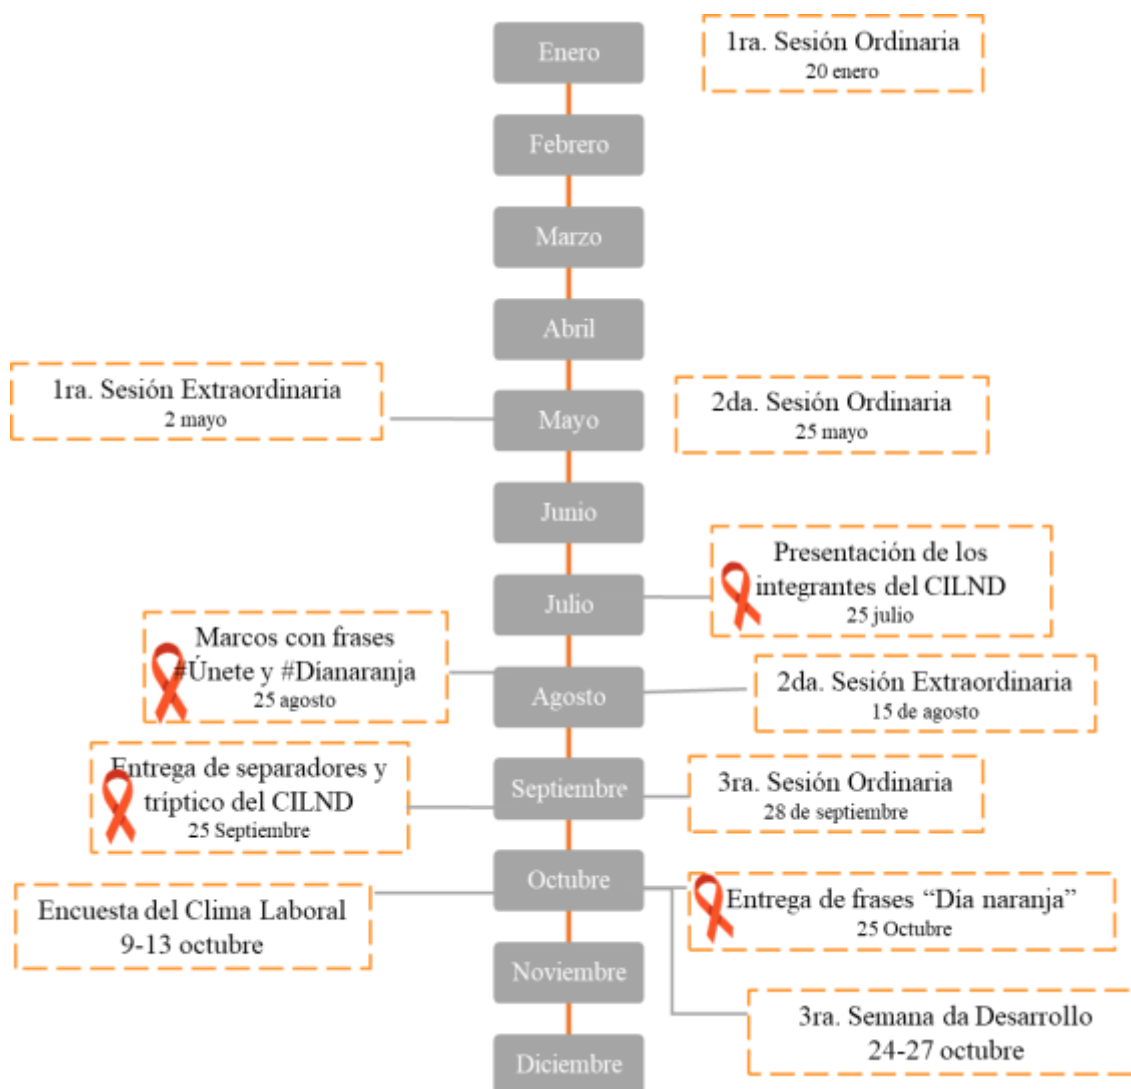 Enero
1ra. Sesión Ordinaria
20 enero
Febrero
Marzo
Abril
1ra. Sesión Extraordinaria
2 mayo
Mayo
2da. Sesión Ordinaria
25 mayo
Junio
Julio
Presentación de los
integrantes del CILND
25 julio
Marcos con frases
#Únete y #Díanaranja
25 agosto
Agosto
2da. Sesión Extraordinaria
15 de agosto
Entrega de separadores y
tríptico del CILND
25 Septiembre
Septiembre
3ra. Sesión Ordinaria
28 de septiembre
Encuesta del Clima Laboral
9-13 octubre
Octubre
Entrega de frases “Día naranja”
25 Octubre
Noviembre
3ra. Semana da Desarrollo
24-27 octubre
Diciembre